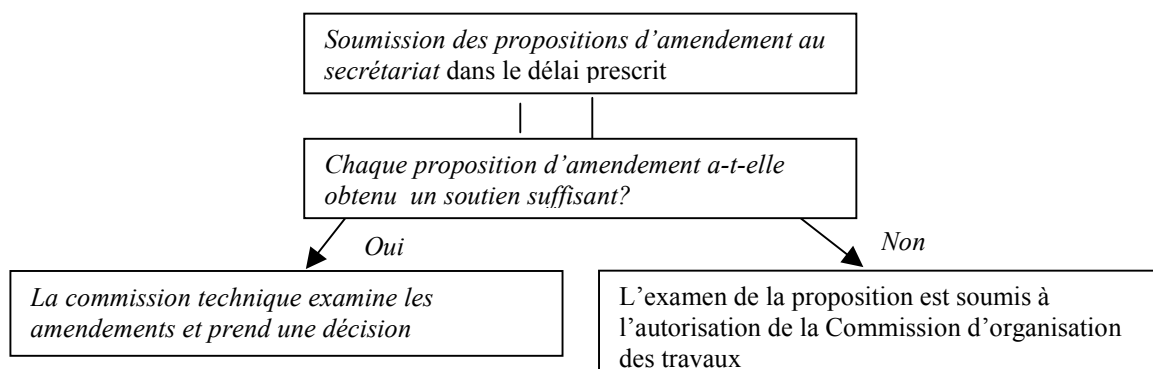 Soumission des propositions d’amendement au
secrétariat dans le délai prescrit
Chaque proposition d’amendement a-t-elle
obtenu un soutien suffisant?
Oui
Non
La commission technique examine les
amendements et prend une décision
L’examen de la proposition est soumis à
l’autorisation de la Commission d’organisation
des travaux